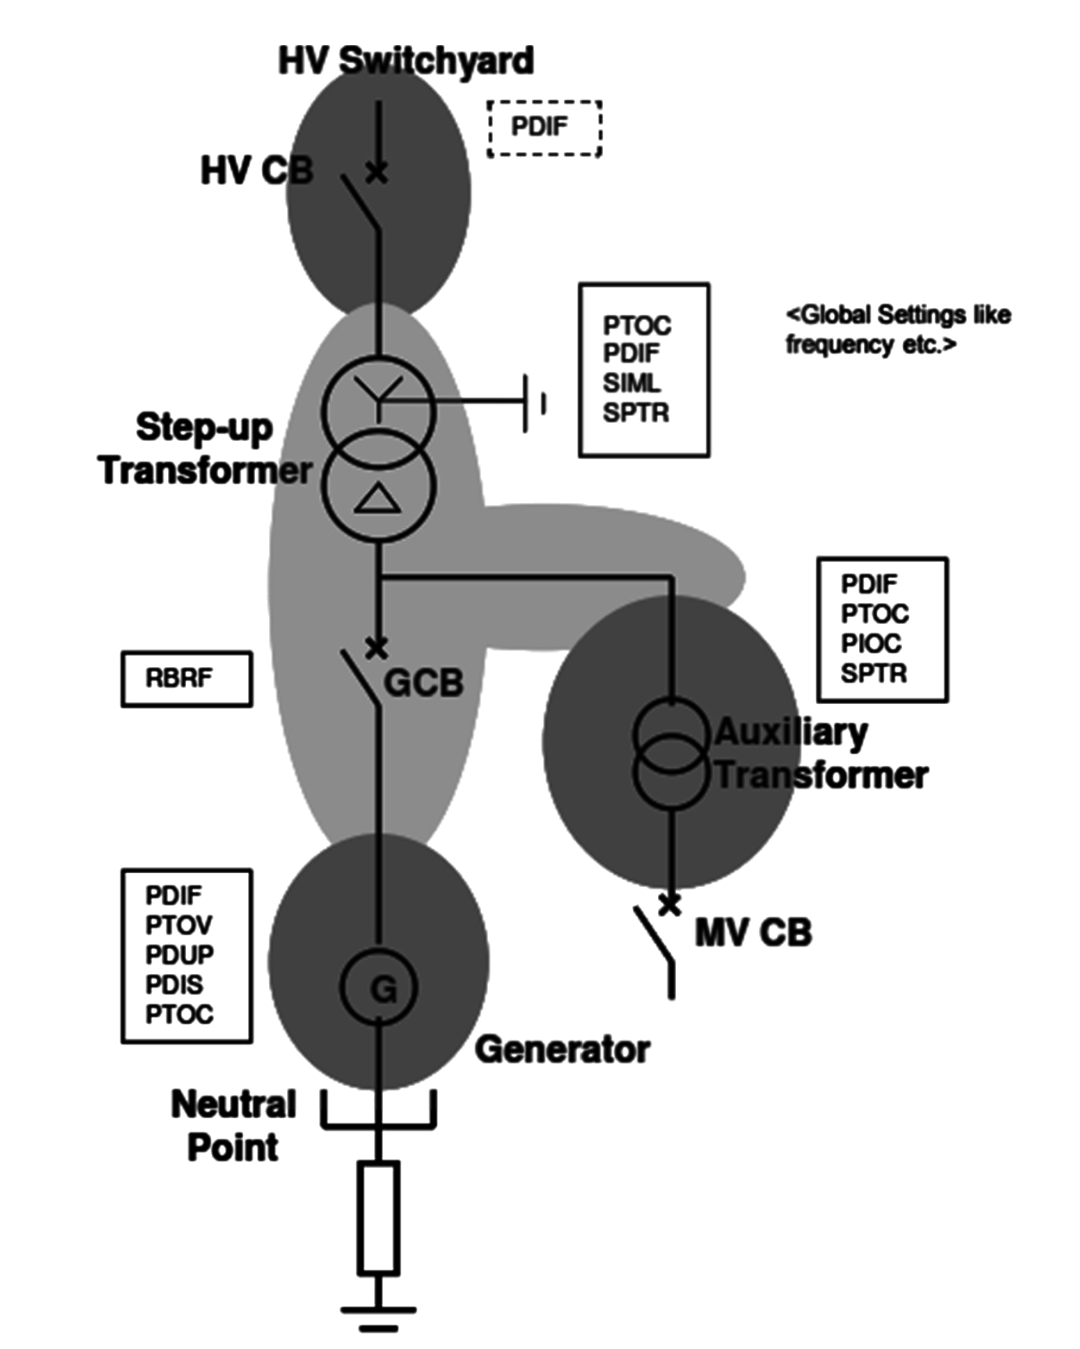 HV Switchyard
PDIF
HV CB
PTOC
PDIF
SIML
SPTR
<Global Settings like
frequency etc.>
Step-up
Transformer
PDIF
PTOC
PIOC
SPTR
RBRF
GCB
Auxiliary
Transformer
PDIF
PTOV
PDUP
PDIS
PTOC
MV CB
G
Generator
Neutral
Point